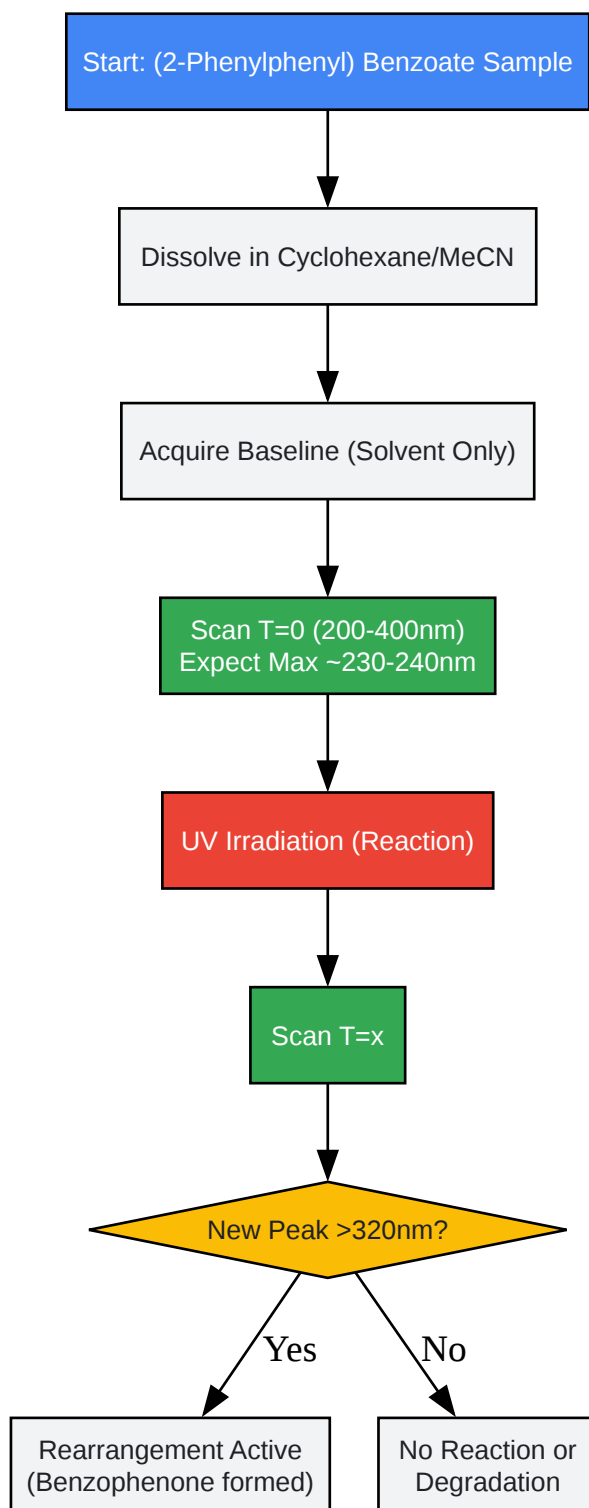 Start: (2-Phenylphenyl) Benzoate Sample
Dissolve in Cyclohexane/MeCN
Acquire Baseline (Solvent Only)
Scan T=0 (200-400nm)
Expect Max ~230-240nm
UV Irradiation (Reaction)
Scan T=x
New Peak >320nm?
Yes
No
Rearrangement Active
(Benzophenone formed)
No Reaction or
Degradation